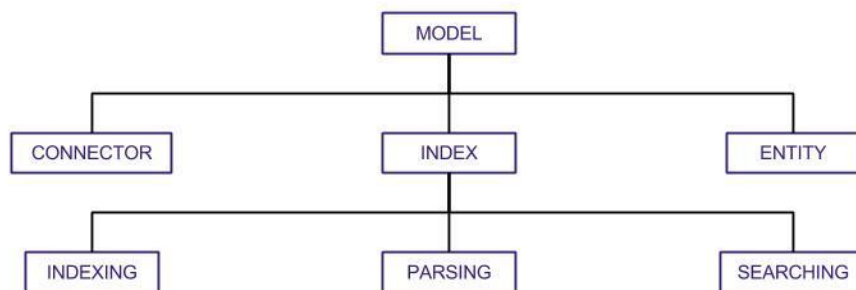 MODEL
CONNECTOR
INDEX
ENTITY
INDEXING
PARSING
SEARCHING